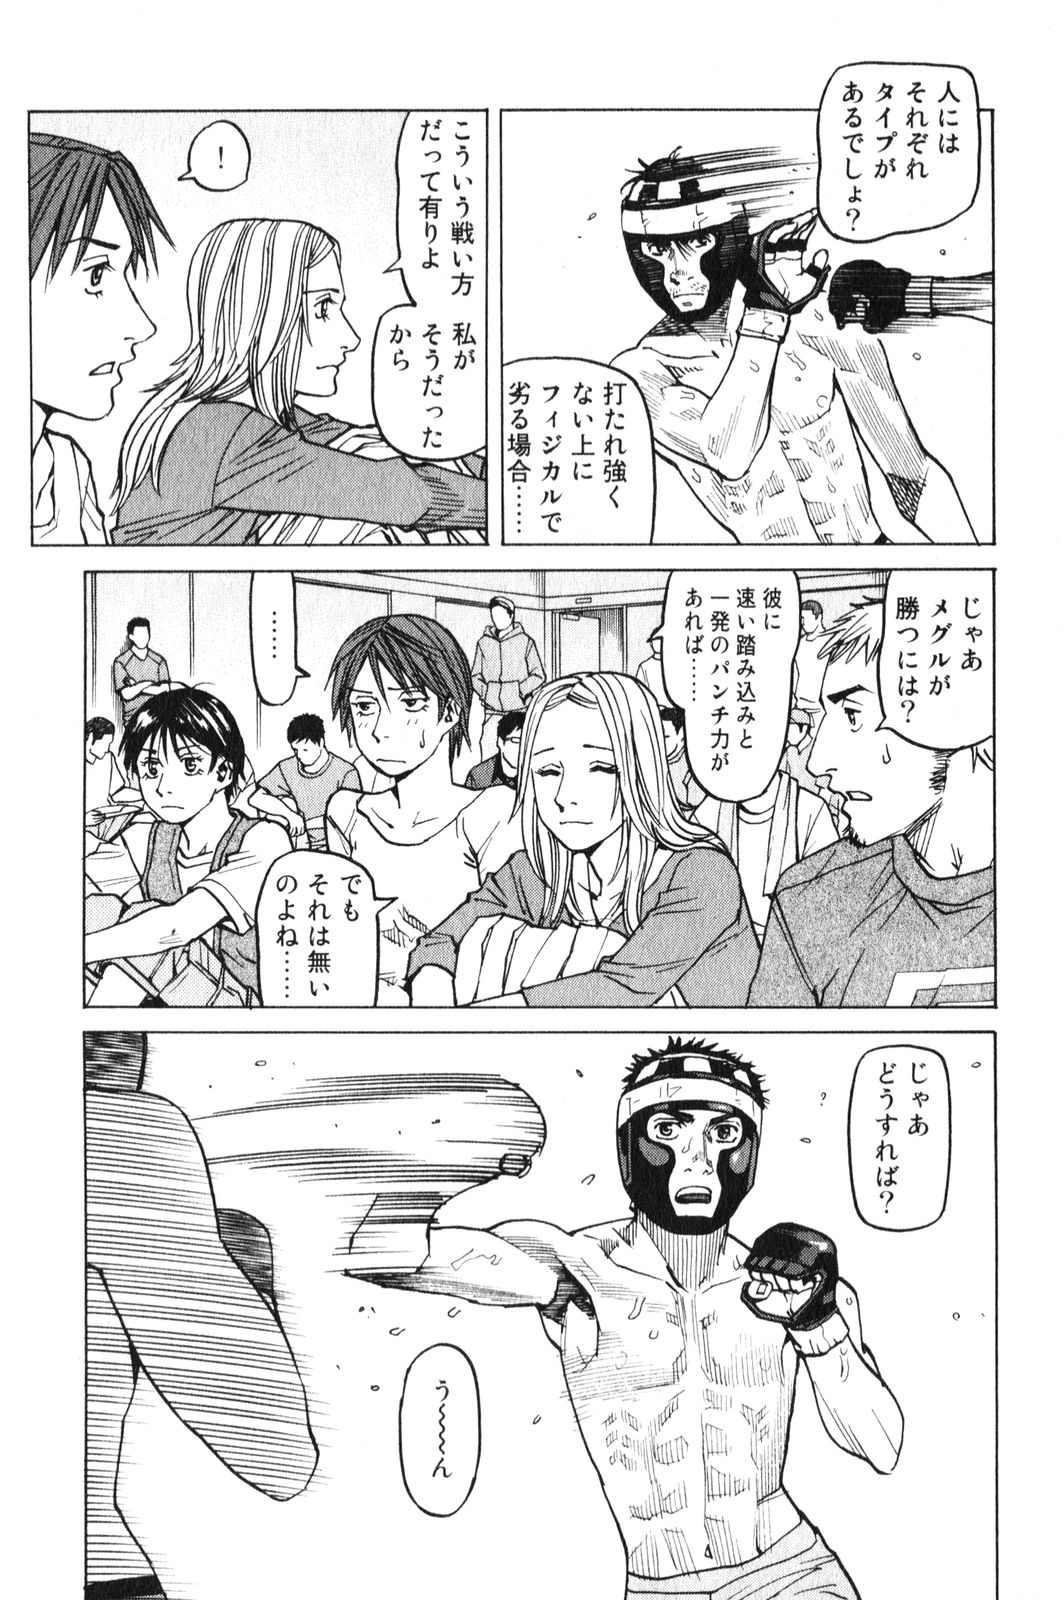 人には
それぞれ
タイプが
あるでしょ?
打たれ強く
ない上に
フィジカルで
劣る場合……
こういう戦い方
だって有りよ
私が
そうだった
から
!
じゃあ
メグルが
勝つには?
彼に
速い踏み込みと
一発のパンチ力が
あれば……
でも
それは無い
のよね……
……
じゃあ
どうすれば?
う〜〜〜ん